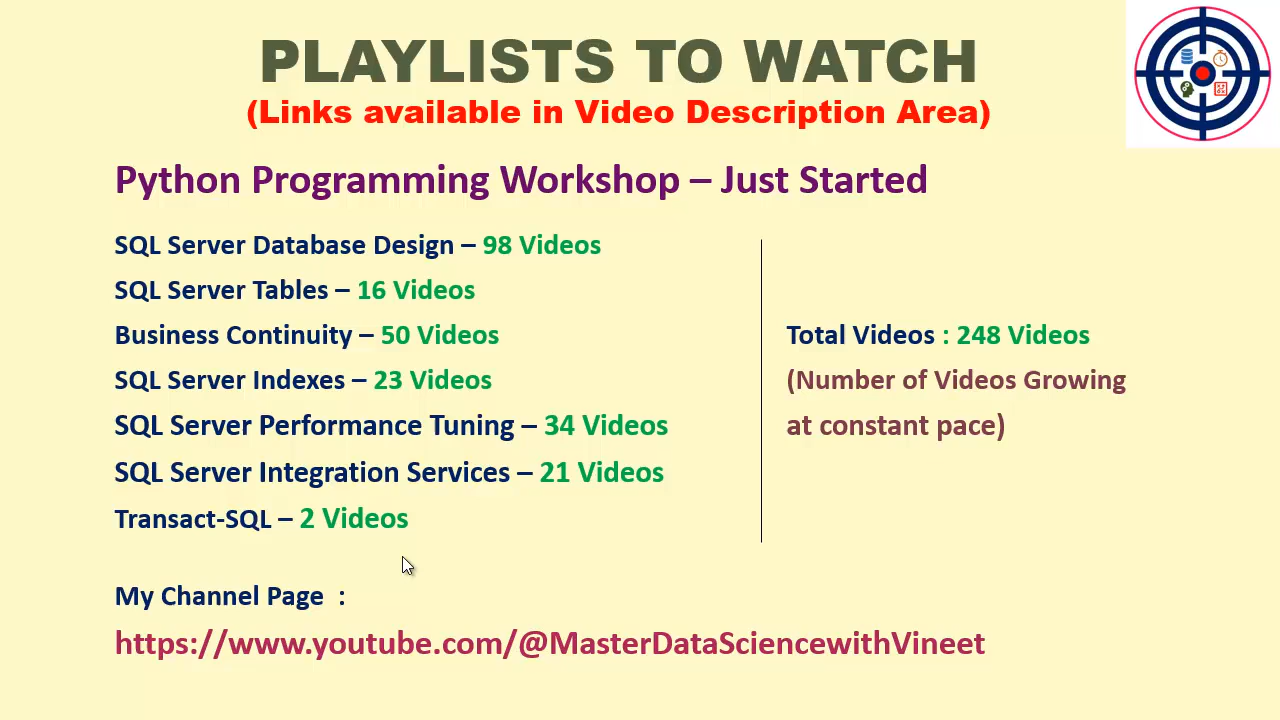 PLAYLISTS TO WATCH
(Links available in Video Description Area)
Python Programming Workshop – Just Started
SQL Server Database Design – 98 Videos
SQL Server Tables – 16 Videos
Business Continuity – 50 Videos
SQL Server Indexes – 23 Videos
SQL Server Performance Tuning – 34 Videos
SQL Server Integration Services – 21 Videos
Transact-SQL – 2 Videos
Total Videos : 248 Videos
(Number of Videos Growing
at constant pace)
My Channel Page :
https://www.youtube.com/@MasterDataSciencewithVineet